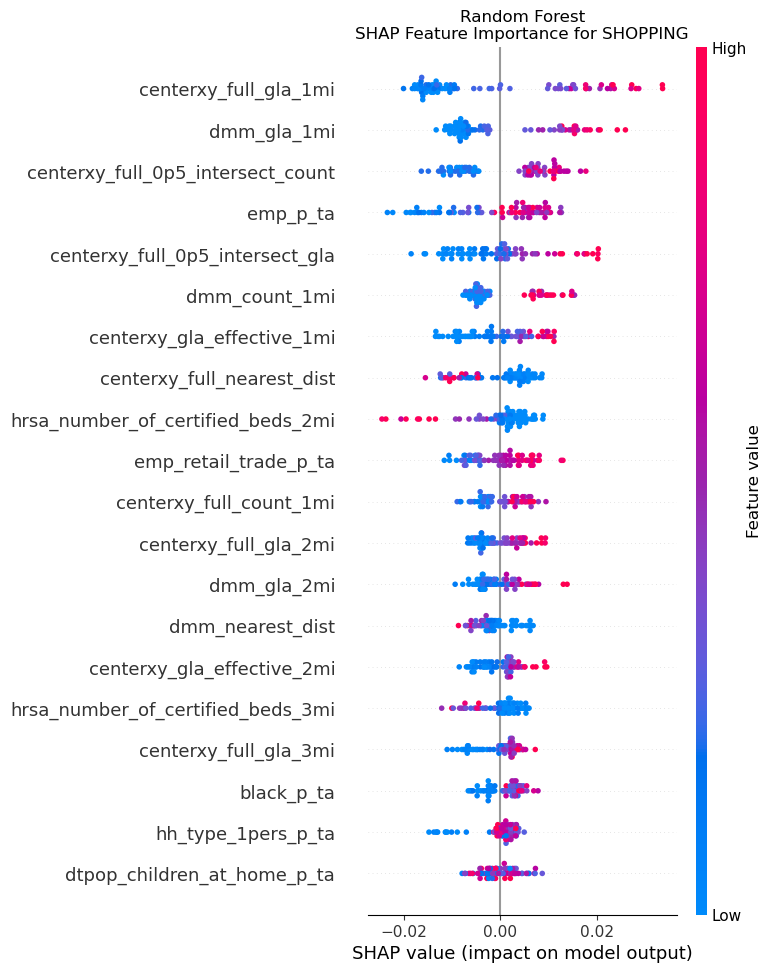 Random Forest
SHAP Feature Importance for SHOPPING
High
centerxy_full_gla_1mi
dmm_gla_1mi
centerxy_full_0p5_intersect_count
emp_p_ta
centerxy_full_0p5_intersect_gla
dmm_count_1mi
centerxy_gla_effective_1mi
centerxy_full_nearest_dist
hrsa_number_of_certified_beds_2mi
emp_retail_trade_p_ta
centerxy_full_count_1mi
centerxy_full_gla_2mi
dmm_gla_2mi
dmm_nearest_dist
centerxy_gla_effective_2mi
hrsa_number_of_certified_beds_3mi
centerxy_full_gla_3mi
black_p_ta
hh_type_1pers_p_ta
dtpop_children_at_home_p_ta
Feature value
Low
−0.02 0.00 0.02
SHAP value (impact on model output)